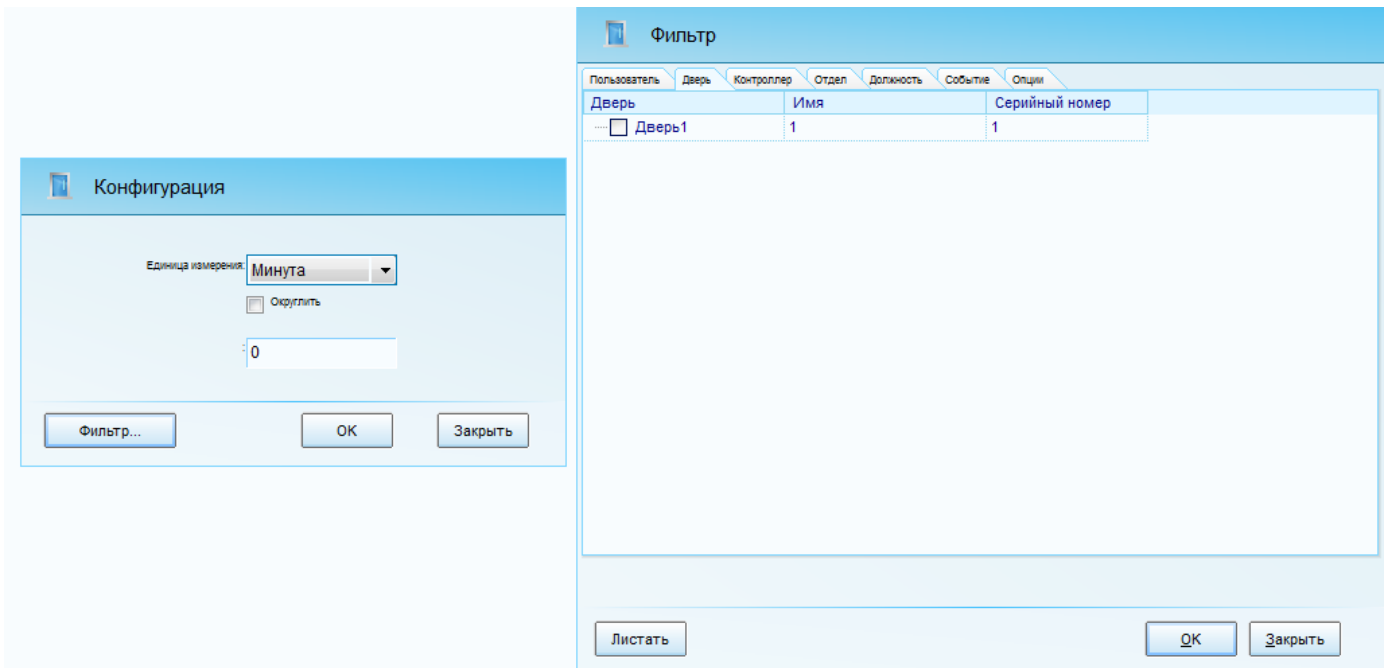 Конфигурация
Единица измерения:
Минута
Округлить
:
0
Фильтр...
OK
Закрыть
Фильтр
Пользователь Дверь Контроллер Отдел Должность Событие Опции
Дверь Имя Серийный номер
Дверь1 1 1
Листать
OK
Закрыть